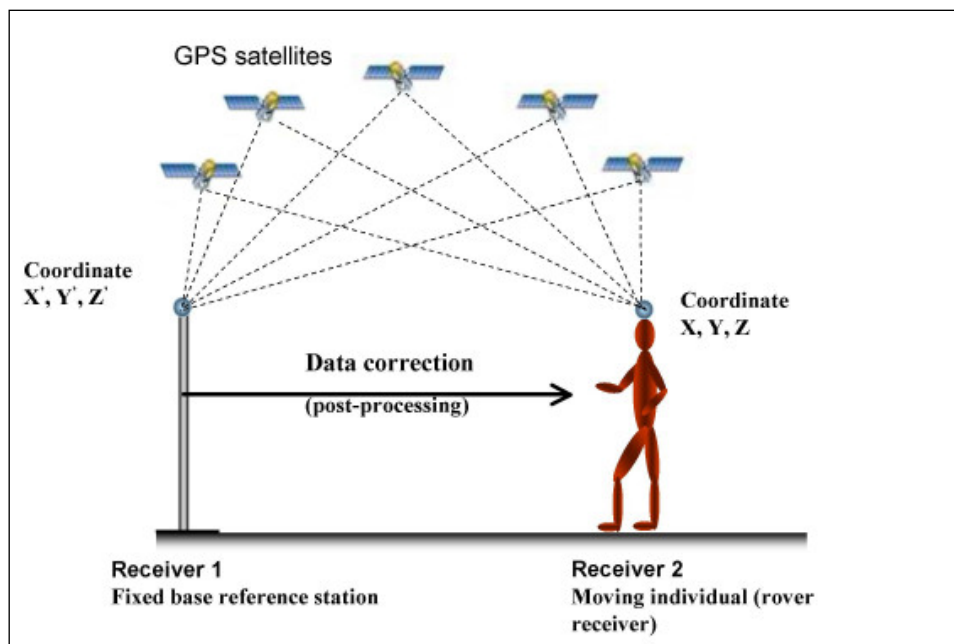 GPS satellites
Coordinate
X', Y', Z'
Coordinate
X, Y, Z
Data correction
(post-processing)
Receiver 1
Fixed base reference station
Receiver 2
Moving individual (rover
receiver)